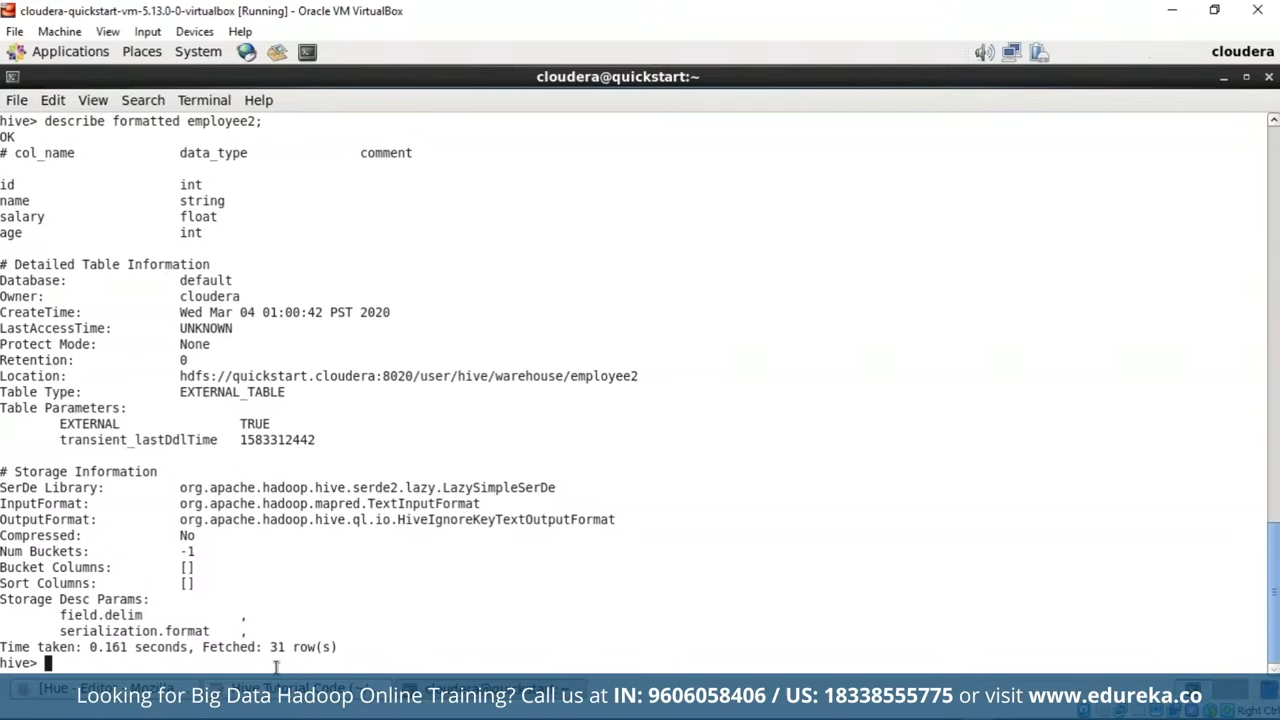 cloudera-quickstart-vm-5.13.0-0-virtualbox [Running] - Oracle VM VirtualBox
File Machine View Input Devices Help
Applications Places System cloudera
cloudera@quickstart:~
File Edit View Search Terminal Help
hive> describe formatted employee2;
OK
# col_name data_type comment
id int
name string
salary float
age int
# Detailed Table Information
Database: default
Owner: cloudera
CreateTime: Wed Mar 04 01:00:42 PST 2020
LastAccessTime: UNKNOWN
Protect Mode: None
Retention: 0
Location: hdfs://quickstart.cloudera:8020/user/hive/warehouse/employee2
Table Type: EXTERNAL_TABLE
Table Parameters:
EXTERNAL TRUE
transient_lastDdlTime 1583312442
# Storage Information
SerDe Library: org.apache.hadoop.hive.serde2.lazy.LazySimpleSerDe
InputFormat: org.apache.hadoop.mapred.TextInputFormat
OutputFormat: org.apache.hadoop.hive.ql.io.HiveIgnoreKeyTextOutputFormat
Compressed: No
Num Buckets: -1
Bucket Columns: []
Sort Columns: []
Storage Desc Params:
field.delim ,
serialization.format ,
Time taken: 0.161 seconds, Fetched: 31 row(s)
hive>
Looking for Big Data Hadoop Online Training? Call us at IN: 9606058406 / US: 18338555775 or visit www.edureka.co
Right Ctrl